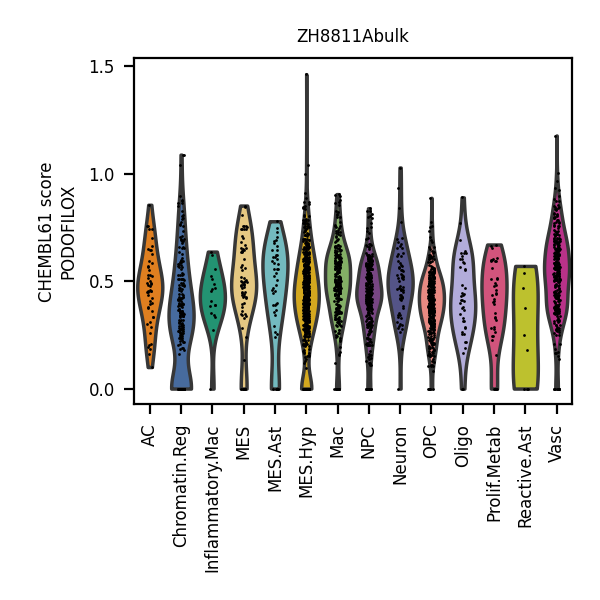 ZH8811Abulk
CHEMBL61 score
PODOFILOX
1.5
1.0
0.5
0.0
AC
Chromatin.Reg
Inflammatory.Mac
MES
MES.Ast
MES.Hyp
Mac
NPC
Neuron
OPC
Oligo
Prolif.Metab
Reactive.Ast
Vasc